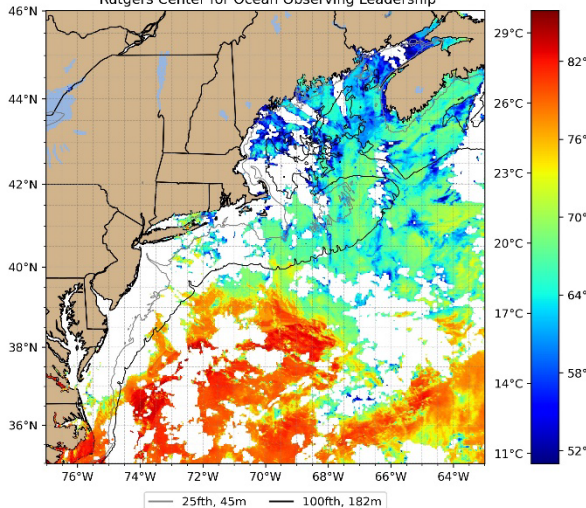 Rutgers Center for Ocean Observing Leadership
46°N
44°N
42°N
40°N
38°N
36°N
76°W 74°W 72°W 70°W 68°W 66°W 64°W
29°C 82°
26°C 76°
23°C
70°
20°C
17°C 64°
14°C 58°
11°C 52°
25fth, 45m 100fth, 182m